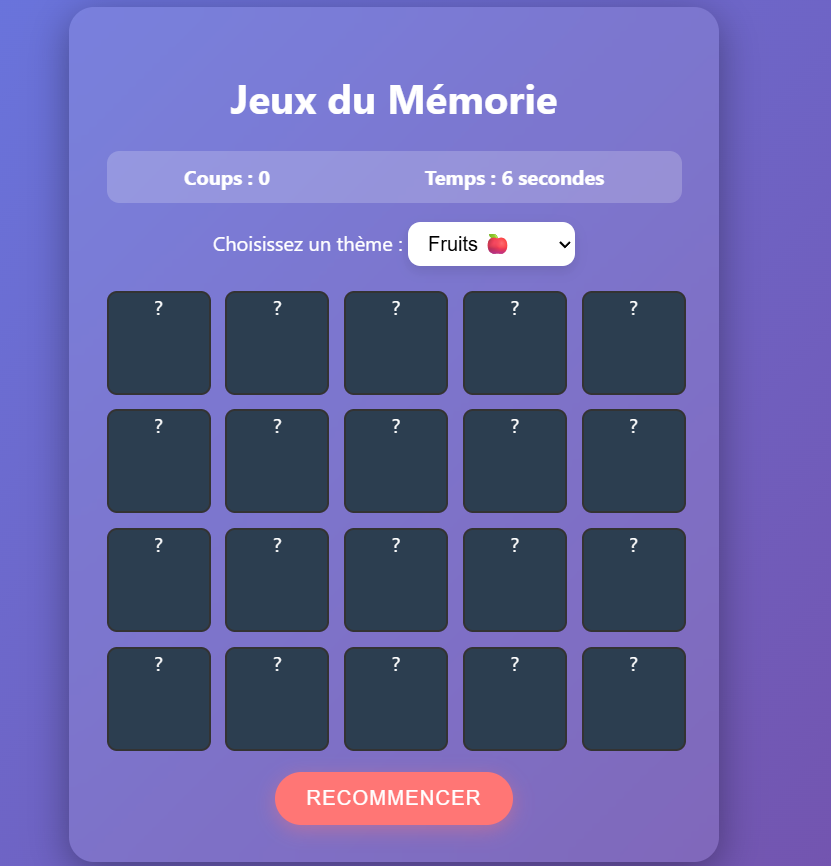 Jeux du Mémorie
Coups : 0 Temps : 6 secondes
Choisissez un thème : Fruits 🍎
? ? ? ? ?
? ? ? ? ?
? ? ? ? ?
? ? ? ? ?
RECOMMENCER